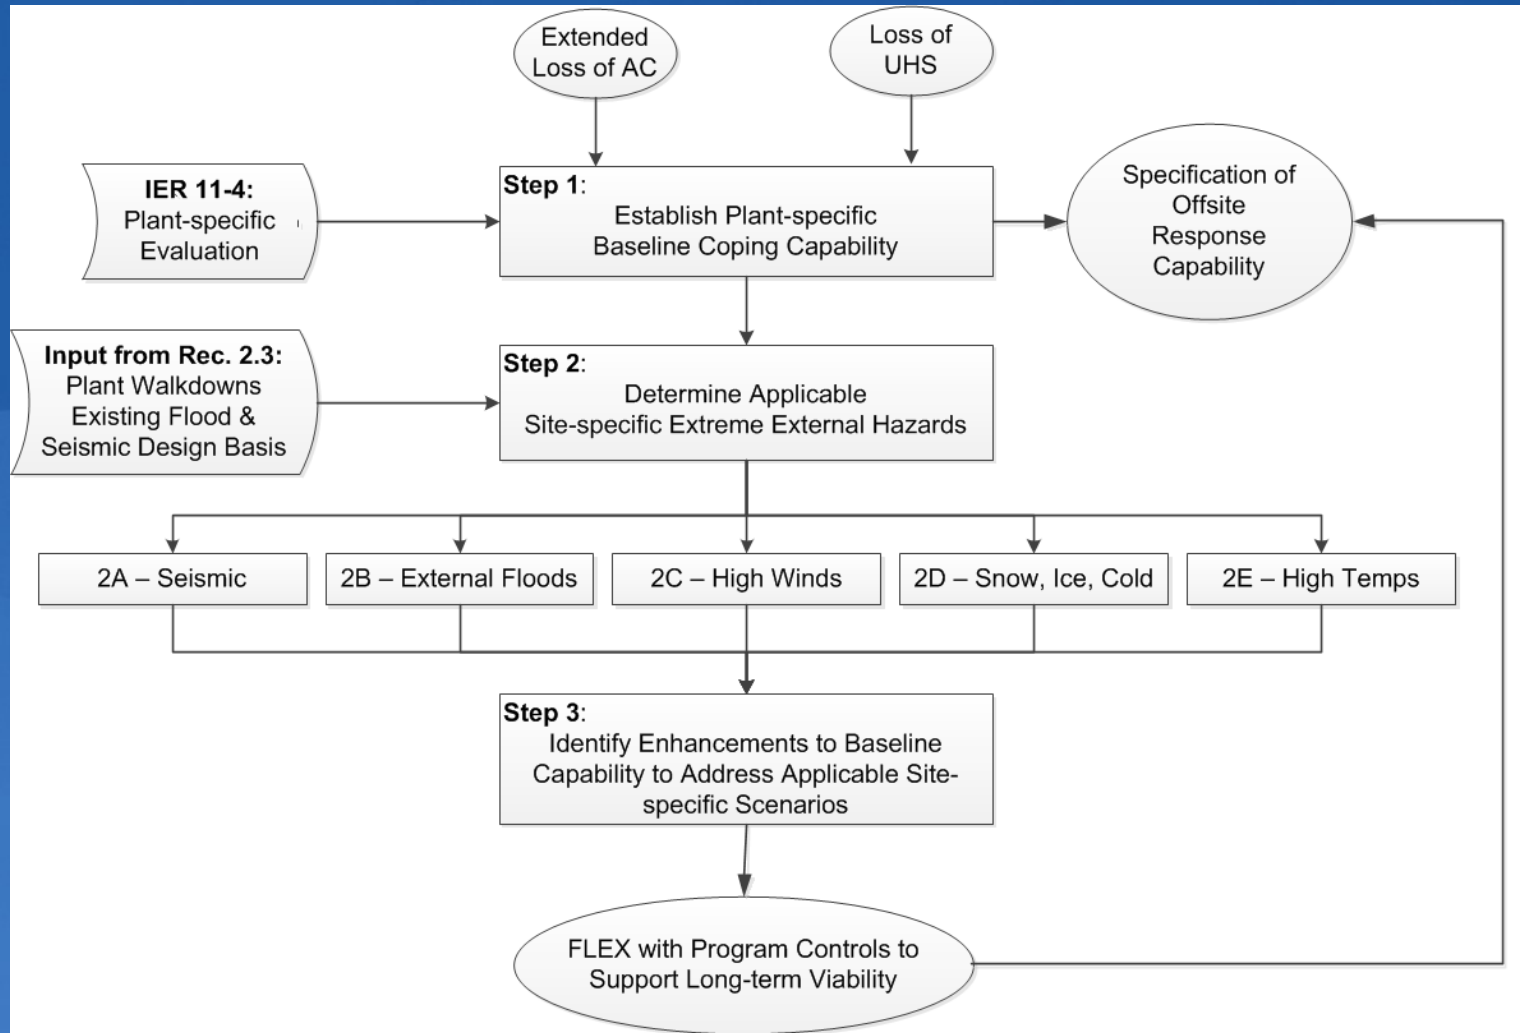 Extended
Loss of AC
Loss of
UHS
IER 11-4:
Plant-specific
Evaluation
Step 1:
Establish Plant-specific
Baseline Coping Capability
Specification of
Offsite
Response
Capability
Input from Rec. 2.3:
Plant Walkdowns
Existing Flood &
Seismic Design Basis
Step 2:
Determine Applicable
Site-specific Extreme External Hazards
2A – Seismic
2B – External Floods
2C – High Winds
2D – Snow, Ice, Cold
2E – High Temps
Step 3:
Identify Enhancements to Baseline
Capability to Address Applicable Site-
specific Scenarios
FLEX with Program Controls to
Support Long-term Viability